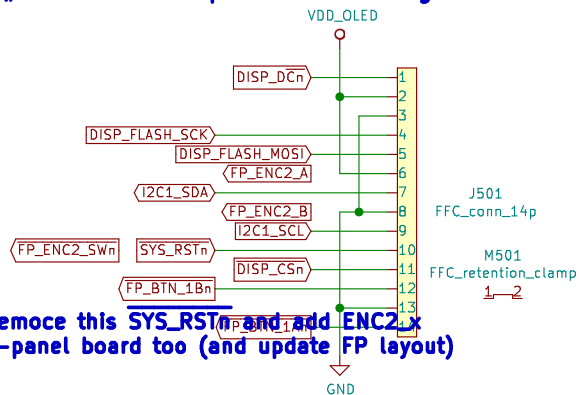 VDD_OLED
DISP_DCn
1
2
3
DISP_FLASH_SCK
4
DISP_FLASH_MOSI
5
FP_ENC2_A
6
I2C1_SDA
7
J501
FP_ENC2_B
8
FFC_conn_14p
I2C1_SCL
9
FP_ENC2_SWn
SYS_RSTn
10
M501
DISP_CSn
11
FFC_retention_clamp
FP_BTN_1Bn
12
1 2
13
emoce this SYS_RSTn and add ENC2_x
FP_BTN_1An
14
-panel board too (and update FP layout)
GND